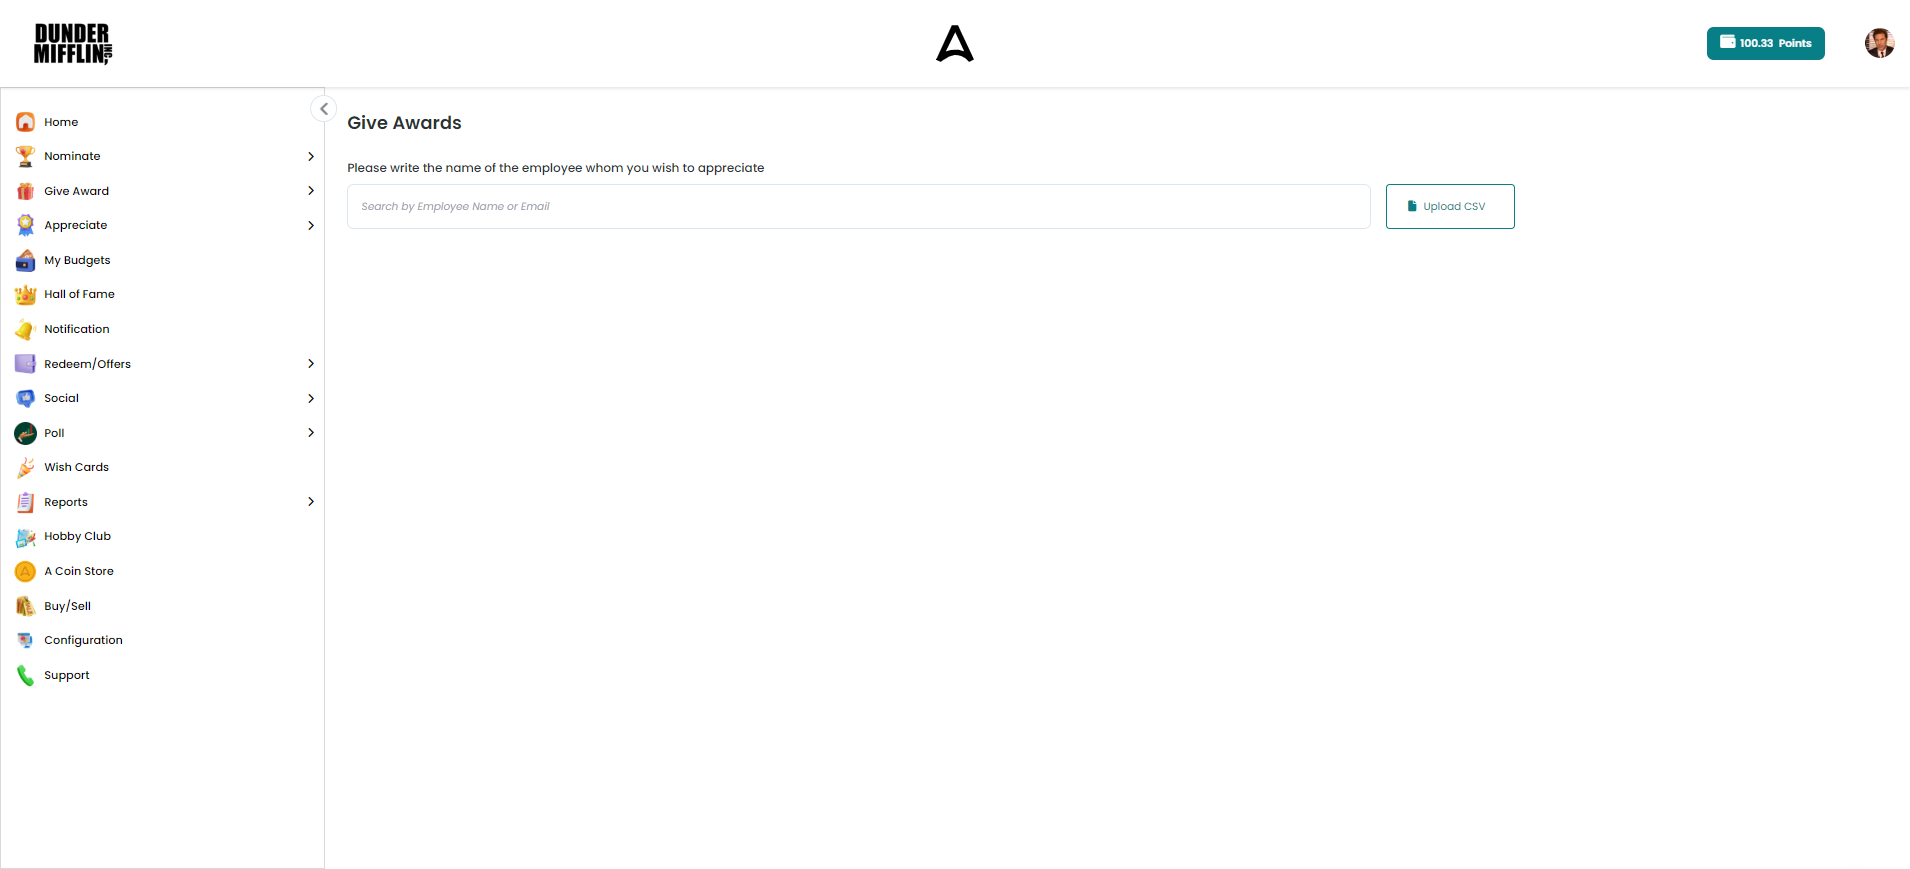 DUNDER
MIFFLIN, INC
100.33 Points
Home
Nominate
Give Award
Appreciate
My Budgets
Hall of Fame
Notification
Redeem/Offers
Social
Poll
Wish Cards
Reports
Hobby Club
A Coin Store
Buy/Sell
Configuration
Support
Give Awards
Please write the name of the employee whom you wish to appreciate
Search by Employee Name or Email
Upload CSV